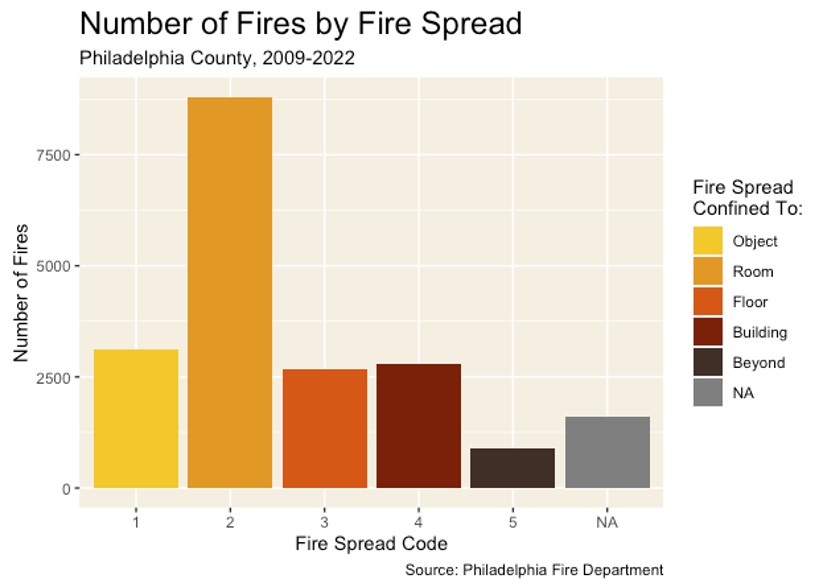 Number of Fires by Fire Spread
Philadelphia County, 2009-2022
Number of Fires
7500
5000
2500
0
1 2 3 4 5 NA
Fire Spread Code
Source: Philadelphia Fire Department
Fire Spread
Confined To:
Object
Room
Floor
Building
Beyond
NA